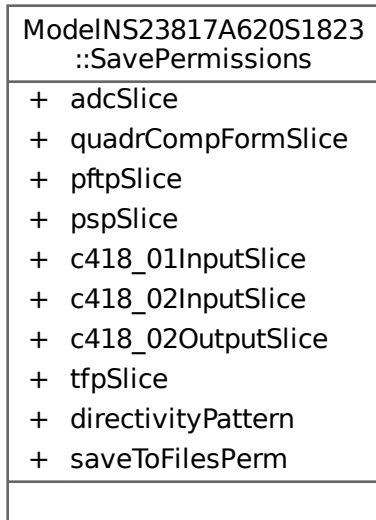 ModelNS23817A620S1823
::SavePermissions
+ adcSlice
+ quadrCompFormSlice
+ pftpSlice
+ pspSlice
+ c418_01InputSlice
+ c418_02InputSlice
+ c418_02OutputSlice
+ tfpSlice
+ directivityPattern
+ saveToFilesPerm